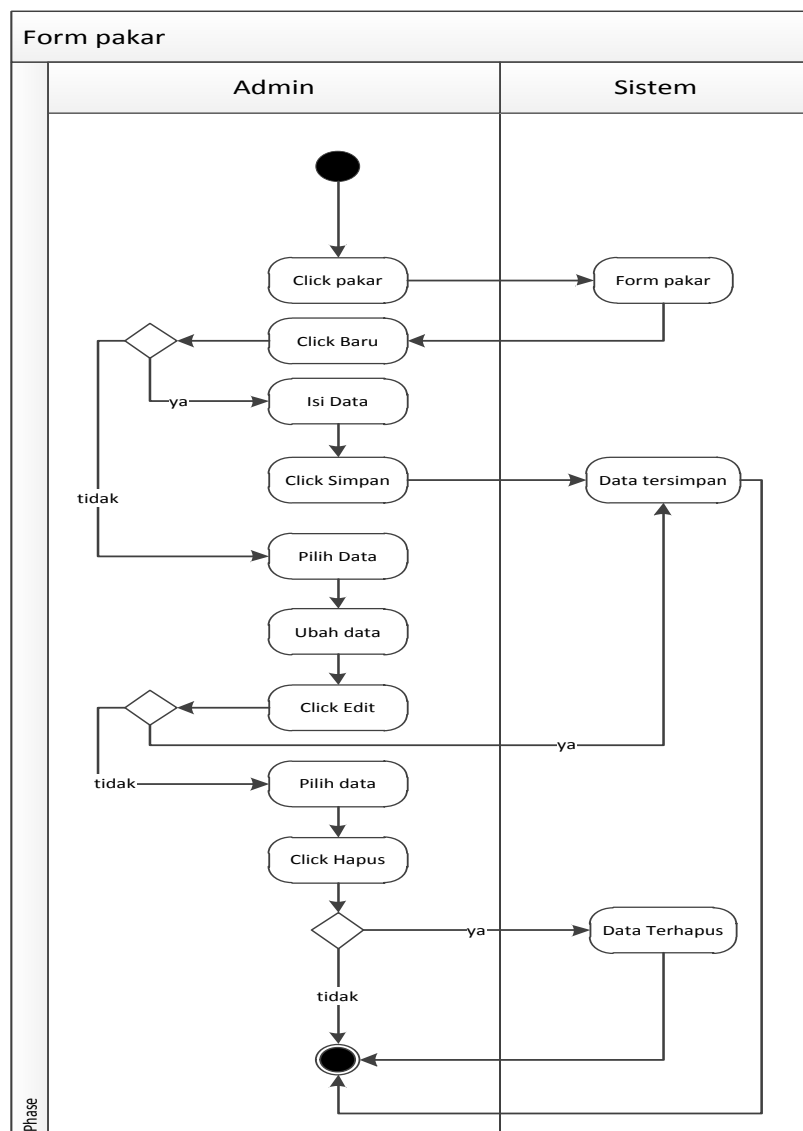 Form pakar
Admin
Sistem
Click pakar
Form pakar
Click Baru
ya
Isi Data
Click Simpan
Data tersimpan
tidak
Pilih Data
Ubah data
Click Edit
ya
tidak
Pilih data
Click Hapus
ya
Data Terhapus
tidak
Phase